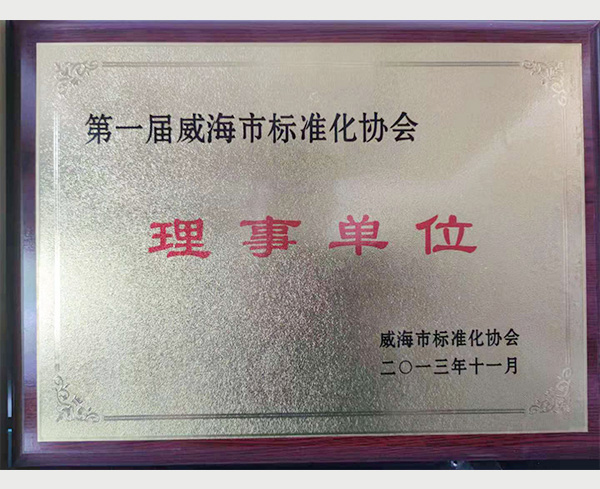 第一届威海市标准化协会
理事单位
威海市标准化协会
二〇一三年十一月